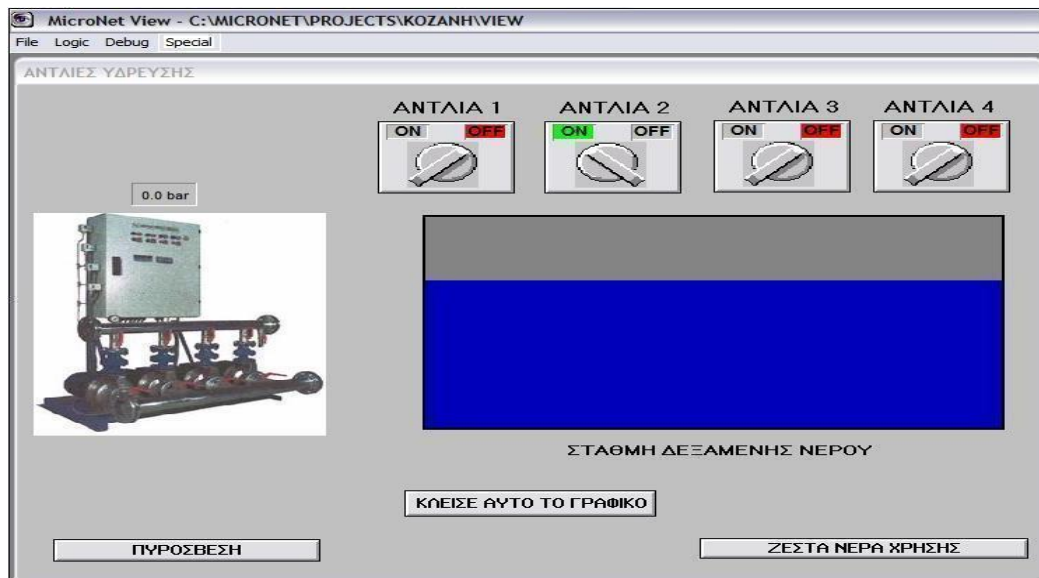 MicroNet View - C:\MICRONET\PROJECTS\KOZANH\VIEW
File Logic Debug Special
ΑΝΤΛΙΕΣ ΥΔΡΕΥΣΗΣ
ΑΝΤΛΙΑ 1 ΑΝΤΛΙΑ 2 ΑΝΤΛΙΑ 3 ΑΝΤΛΙΑ 4
ON OFF ON OFF ON OFF ON OFF
0.0 bar
ΣΤΑΘΜΗ ΔΕΞΑΜΕΝΗΣ ΝΕΡΟΥ
ΚΛΕΙΣΕ ΑΥΤΟ ΤΟ ΓΡΑΦΙΚΟ
ΠΥΡΟΣΒΕΣΗ ΖΕΣΤΑ ΝΕΡΑ ΧΡΗΣΗΣ